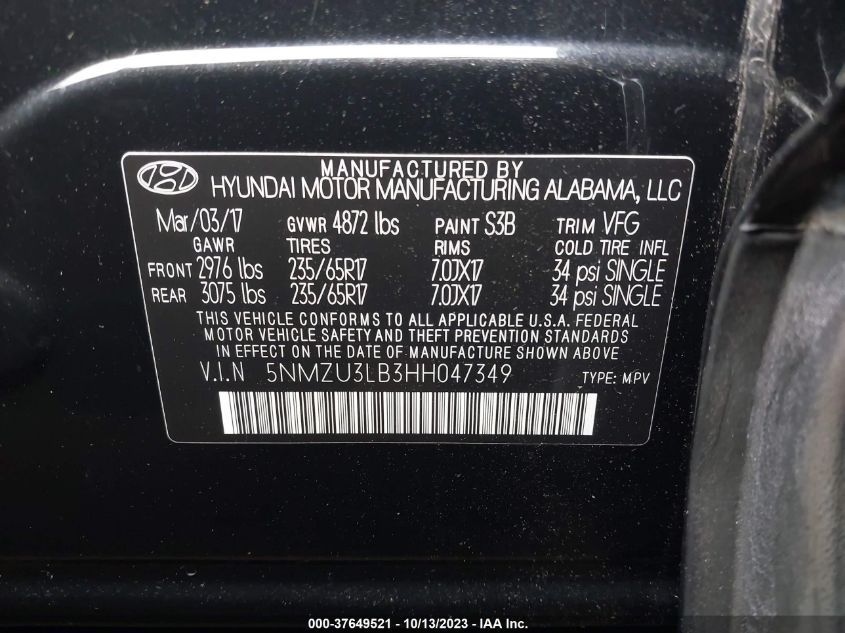 MANUFACTURED BY
HYUNDAI MOTOR MANUFACTURING ALABAMA, LLC
Mar/03/17 GVWR 4872 lbs PAINT S3B TRIM VFG
GAWR TIRES RIMS COLD TIRE INFL
FRONT 2976 lbs 235/65R17 7.0JX17 34 psi SINGLE
REAR 3075 lbs 235/65R17 7.0JX17 34 psi SINGLE
THIS VEHICLE CONFORMS TO ALL APPLICABLE U.S.A. FEDERAL
MOTOR VEHICLE SAFETY AND THEFT PREVENTION STANDARDS
IN EFFECT ON THE DATE OF MANUFACTURE SHOWN ABOVE
V.I.N 5NMZU3LB3HH047349 TYPE: MPV
000-37649521 - 10/13/2023 - IAA Inc.